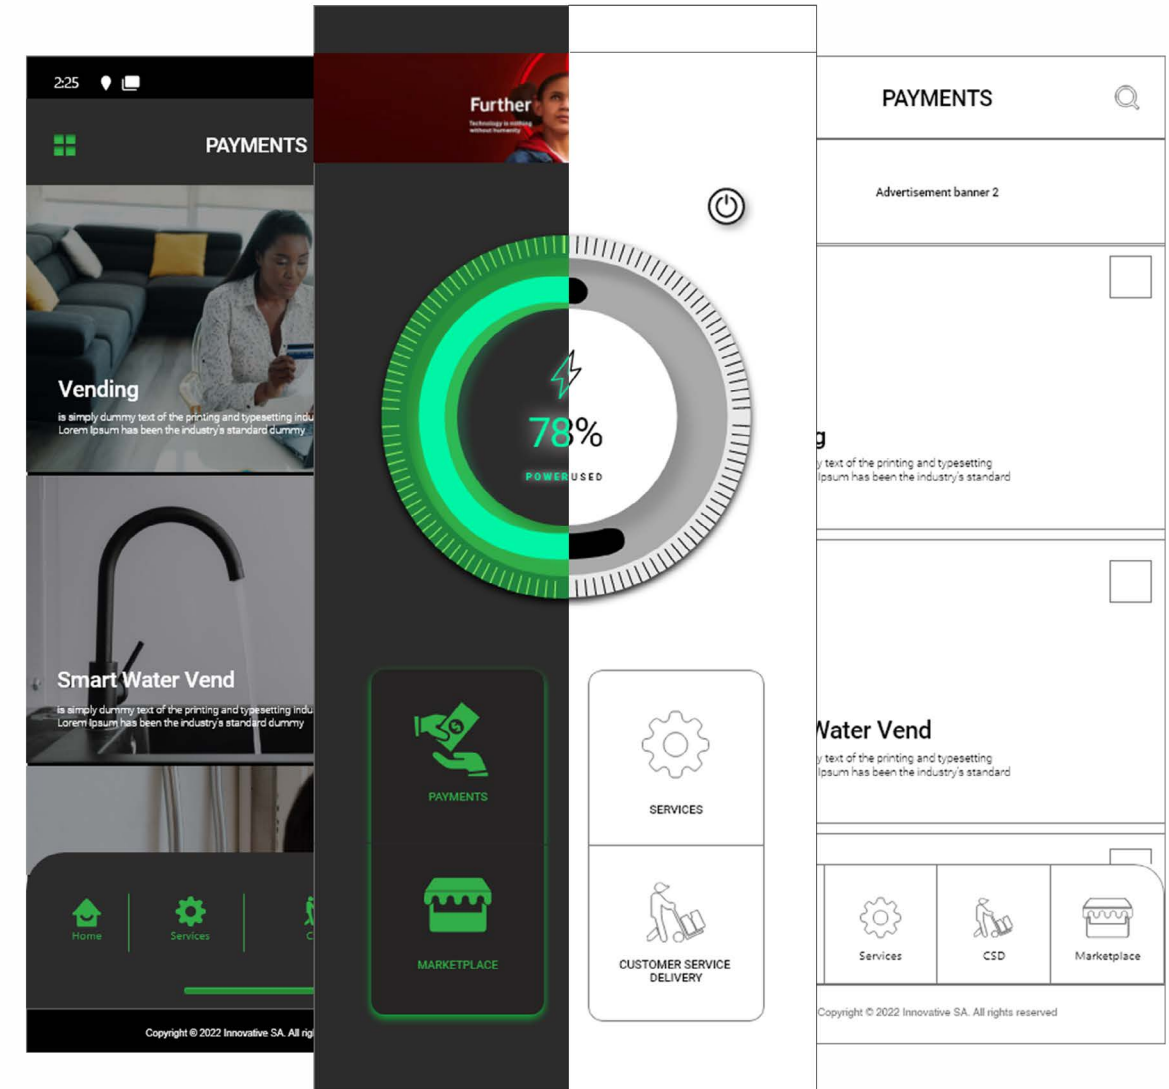 2:25
PAYMENTS
Vending
is simply dummy text of the printing and typesetting indu
Lorem Ipsum has been the industry's standard dummy
Smart Water Vend
is simply dummy text of the printing and typesetting indu
Lorem Ipsum has been the industry's standard dummy
Home
Services
C
Copyright © 2022 Innovative SA. All rig
Further
Technology is nothing
without humanity
78%
POWER USED
PAYMENTS
MARKETPLACE
SERVICES
CUSTOMER SERVICE
DELIVERY
PAYMENTS
Advertisement banner 2
g
y text of the printing and typesetting
Ipsum has been the industry's standard
Water Vend
y text of the printing and typesetting
Ipsum has been the industry's standard
Services
CSD
Marketplace
Copyright © 2022 Innovative SA. All rights reserved